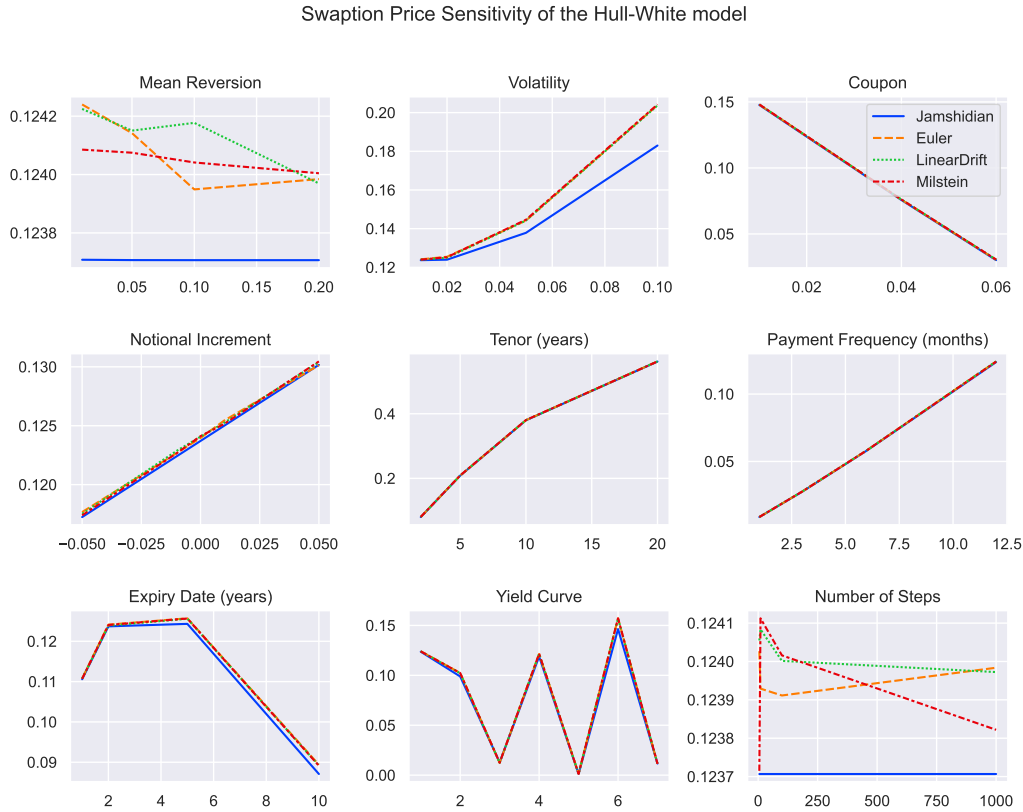 Swaption Price Sensitivity of the Hull-White model
Mean Reversion
0.1242
0.1240
0.1238
0.05 0.10 0.15 0.20
Volatility
0.20
0.18
0.16
0.14
0.12
0.02 0.04 0.06 0.08 0.10
Coupon
0.15
0.10
0.05
0.02 0.04 0.06
Jamshidian
Euler
LinearDrift
Milstein
Notional Increment
0.130
0.125
0.120
−0.050 −0.025 0.000 0.025 0.050
Tenor (years)
0.4
0.2
5 10 15 20
Payment Frequency (months)
0.10
0.05
2.5 5.0 7.5 10.0 12.5
Expiry Date (years)
0.12
0.11
0.10
0.09
2 4 6 8 10
Yield Curve
0.15
0.10
0.05
0.00
2 4 6
Number of Steps
0.1241
0.1240
0.1239
0.1238
0.1237
0 250 500 750 1000